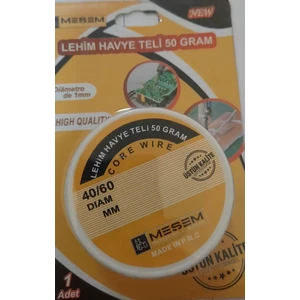 MESEM
NEW
LEHİM HAVYE TELİ 50 GRAM
Diâmetro
de 1mm
HIGH QUALITY
LEHİM HAVYE TELİ 50 GRAM
CORE WIRE
40/60
DIAM
MM
ÜSTÜN KALİTE
MESEM
MADE IN P.R.C
ÜSTÜN KALİTE
1
Adet